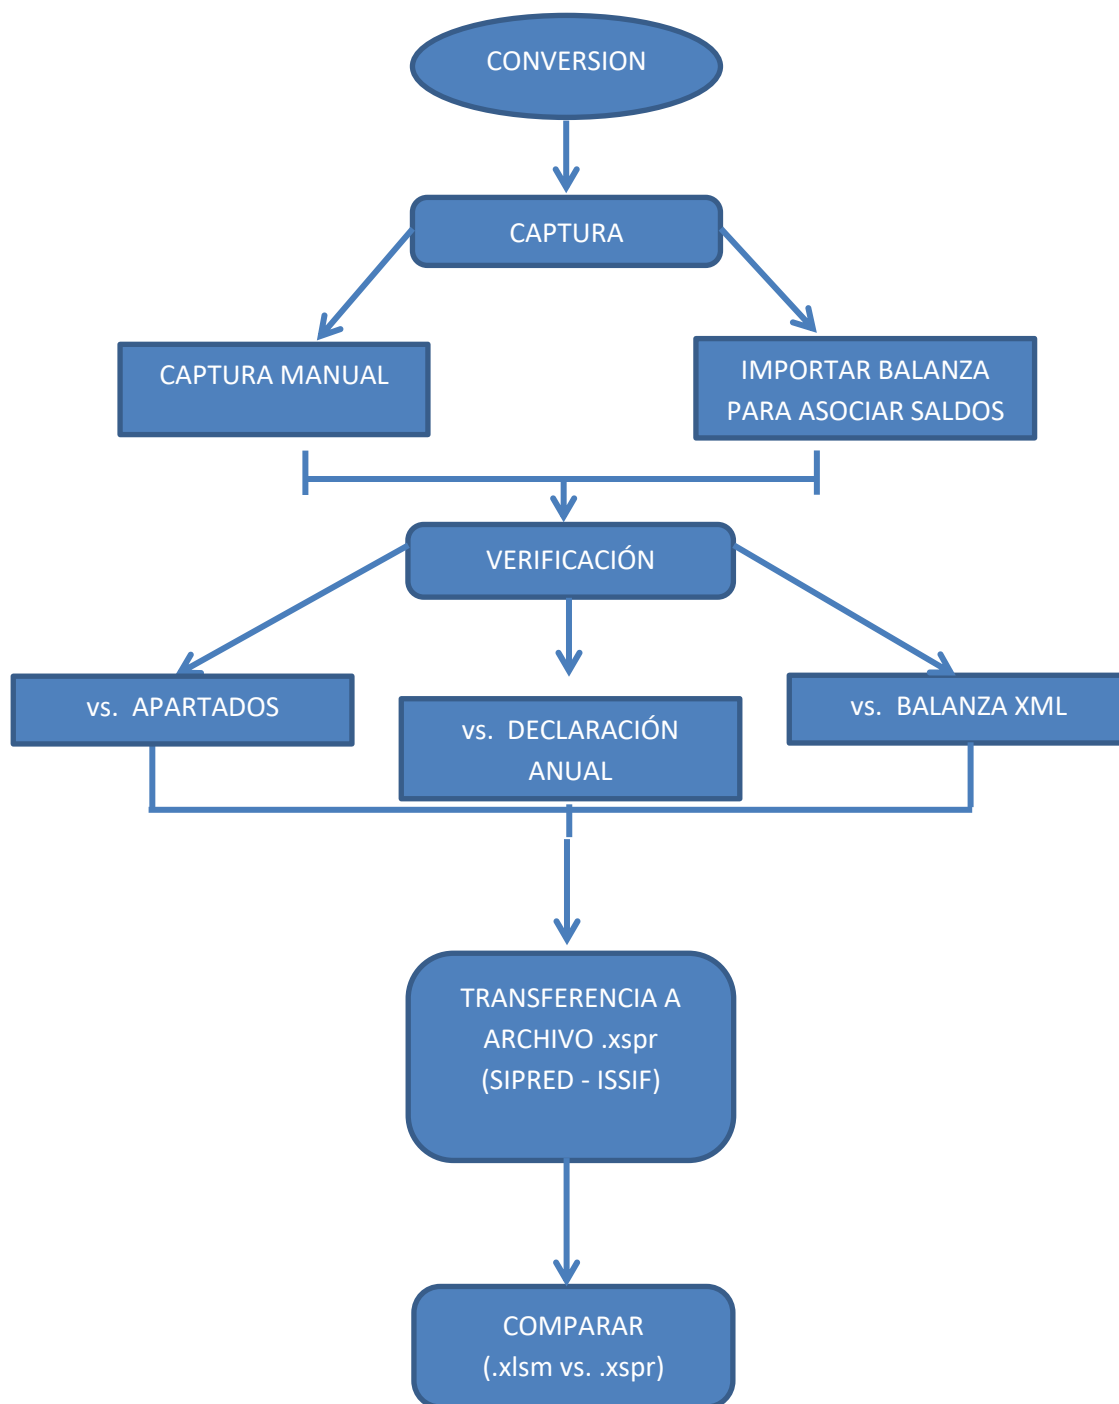 CONVERSION
CAPTURA
CAPTURA MANUAL
IMPORTAR BALANZA
PARA ASOCIAR SALDOS
VERIFICACIÓN
vs. APARTADOS
vs. DECLARACIÓN
ANUAL
vs. BALANZA XML
TRANSFERENCIA A
ARCHIVO .xspr
(SIPRED - ISSIF)
COMPARAR
(.xlsm vs. .xspr)